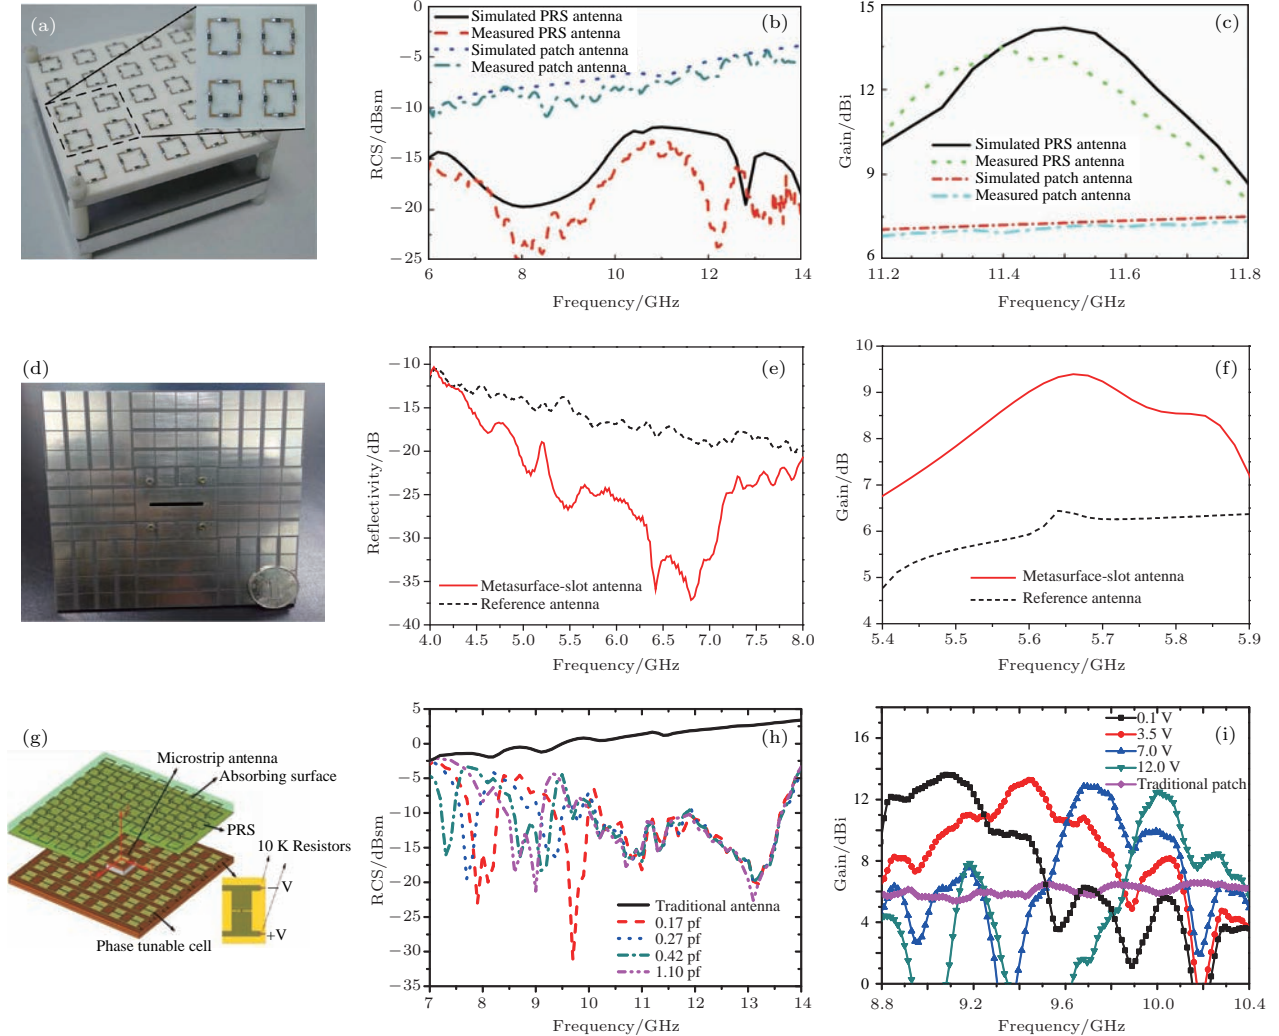 (a)
(b)
0
−5
−10
−15
−20
−25
RCS/dBsm
Simulated PRS antenna
Measured PRS antenna
Simulated patch antenna
Measured patch antenna
6
8
10
12
14
Frequency/GHz
(c)
15
12
9
6
Gain/dBi
Simulated PRS antenna
Measured PRS antenna
Simulated patch antenna
Measured patch antenna
11.2
11.4
11.6
11.8
Frequency/GHz
(d)
(e)
−10
−15
−20
−25
−30
−35
−40
Reflectivity/dB
Metasurface-slot antenna
Reference antenna
4.0
4.5
5.0
5.5
6.0
6.5
7.0
7.5
8.0
Frequency/GHz
(f)
10
9
8
7
6
5
4
Gain/dB
Metasurface-slot antenna
Reference antenna
5.4
5.5
5.6
5.7
5.8
5.9
Frequency/GHz
(g)
Microstrip antenna
Absorbing surface
PRS
10 K Resistors
−V
+V
Phase tunable cell
(h)
5
0
−5
−10
−15
−20
−25
−30
−35
RCS/dBsm
Traditional antenna
0.17 pf
0.27 pf
0.42 pf
1.10 pf
7
8
9
10
11
12
13
14
Frequency/GHz
(i)
18
16
12
8
4
0
Gain/dBi
0.1 V
3.5 V
7.0 V
12.0 V
Traditional patch
8.8
9.2
9.6
10.0
10.4
Frequency/GHz